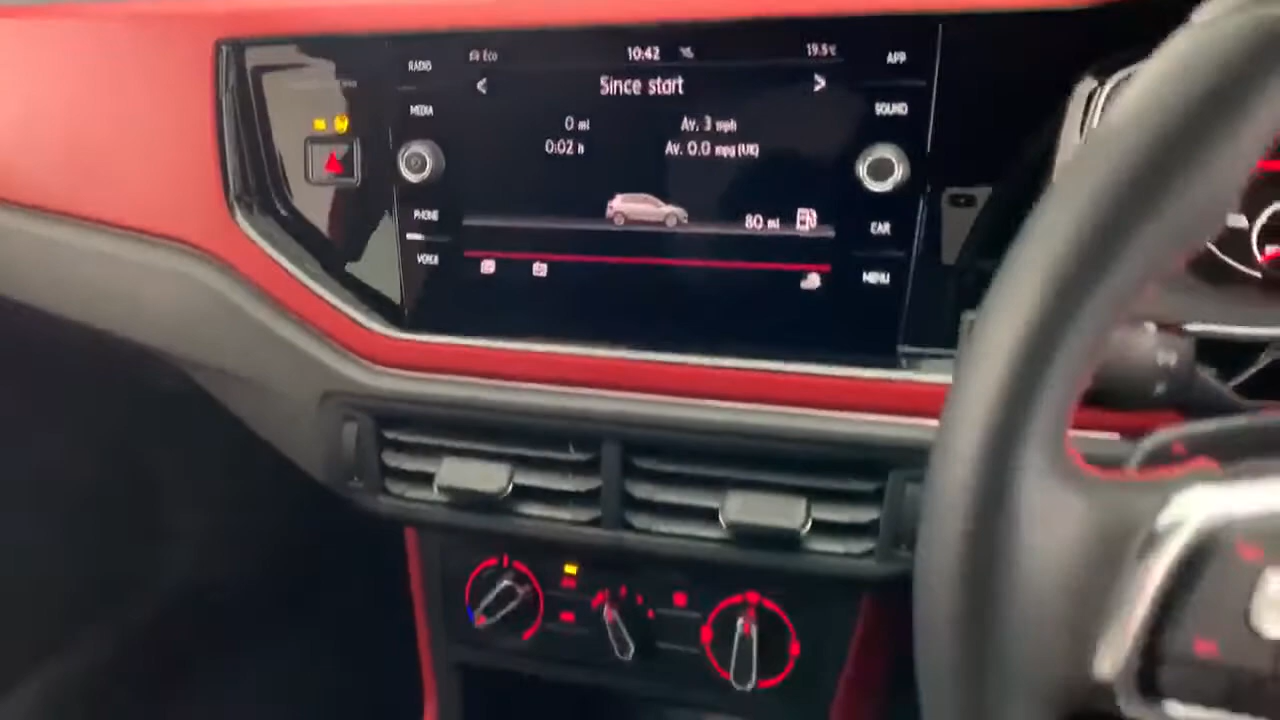 RADIO
Eco
10:42
19.5°C
APP
< Since start >
MEDIA
SOUND
0 mi
Av. 3 mph
0:02 h
Av. 0.0 mpg (UK)
PHONE
80 mi
CAR
VOICE
MENU